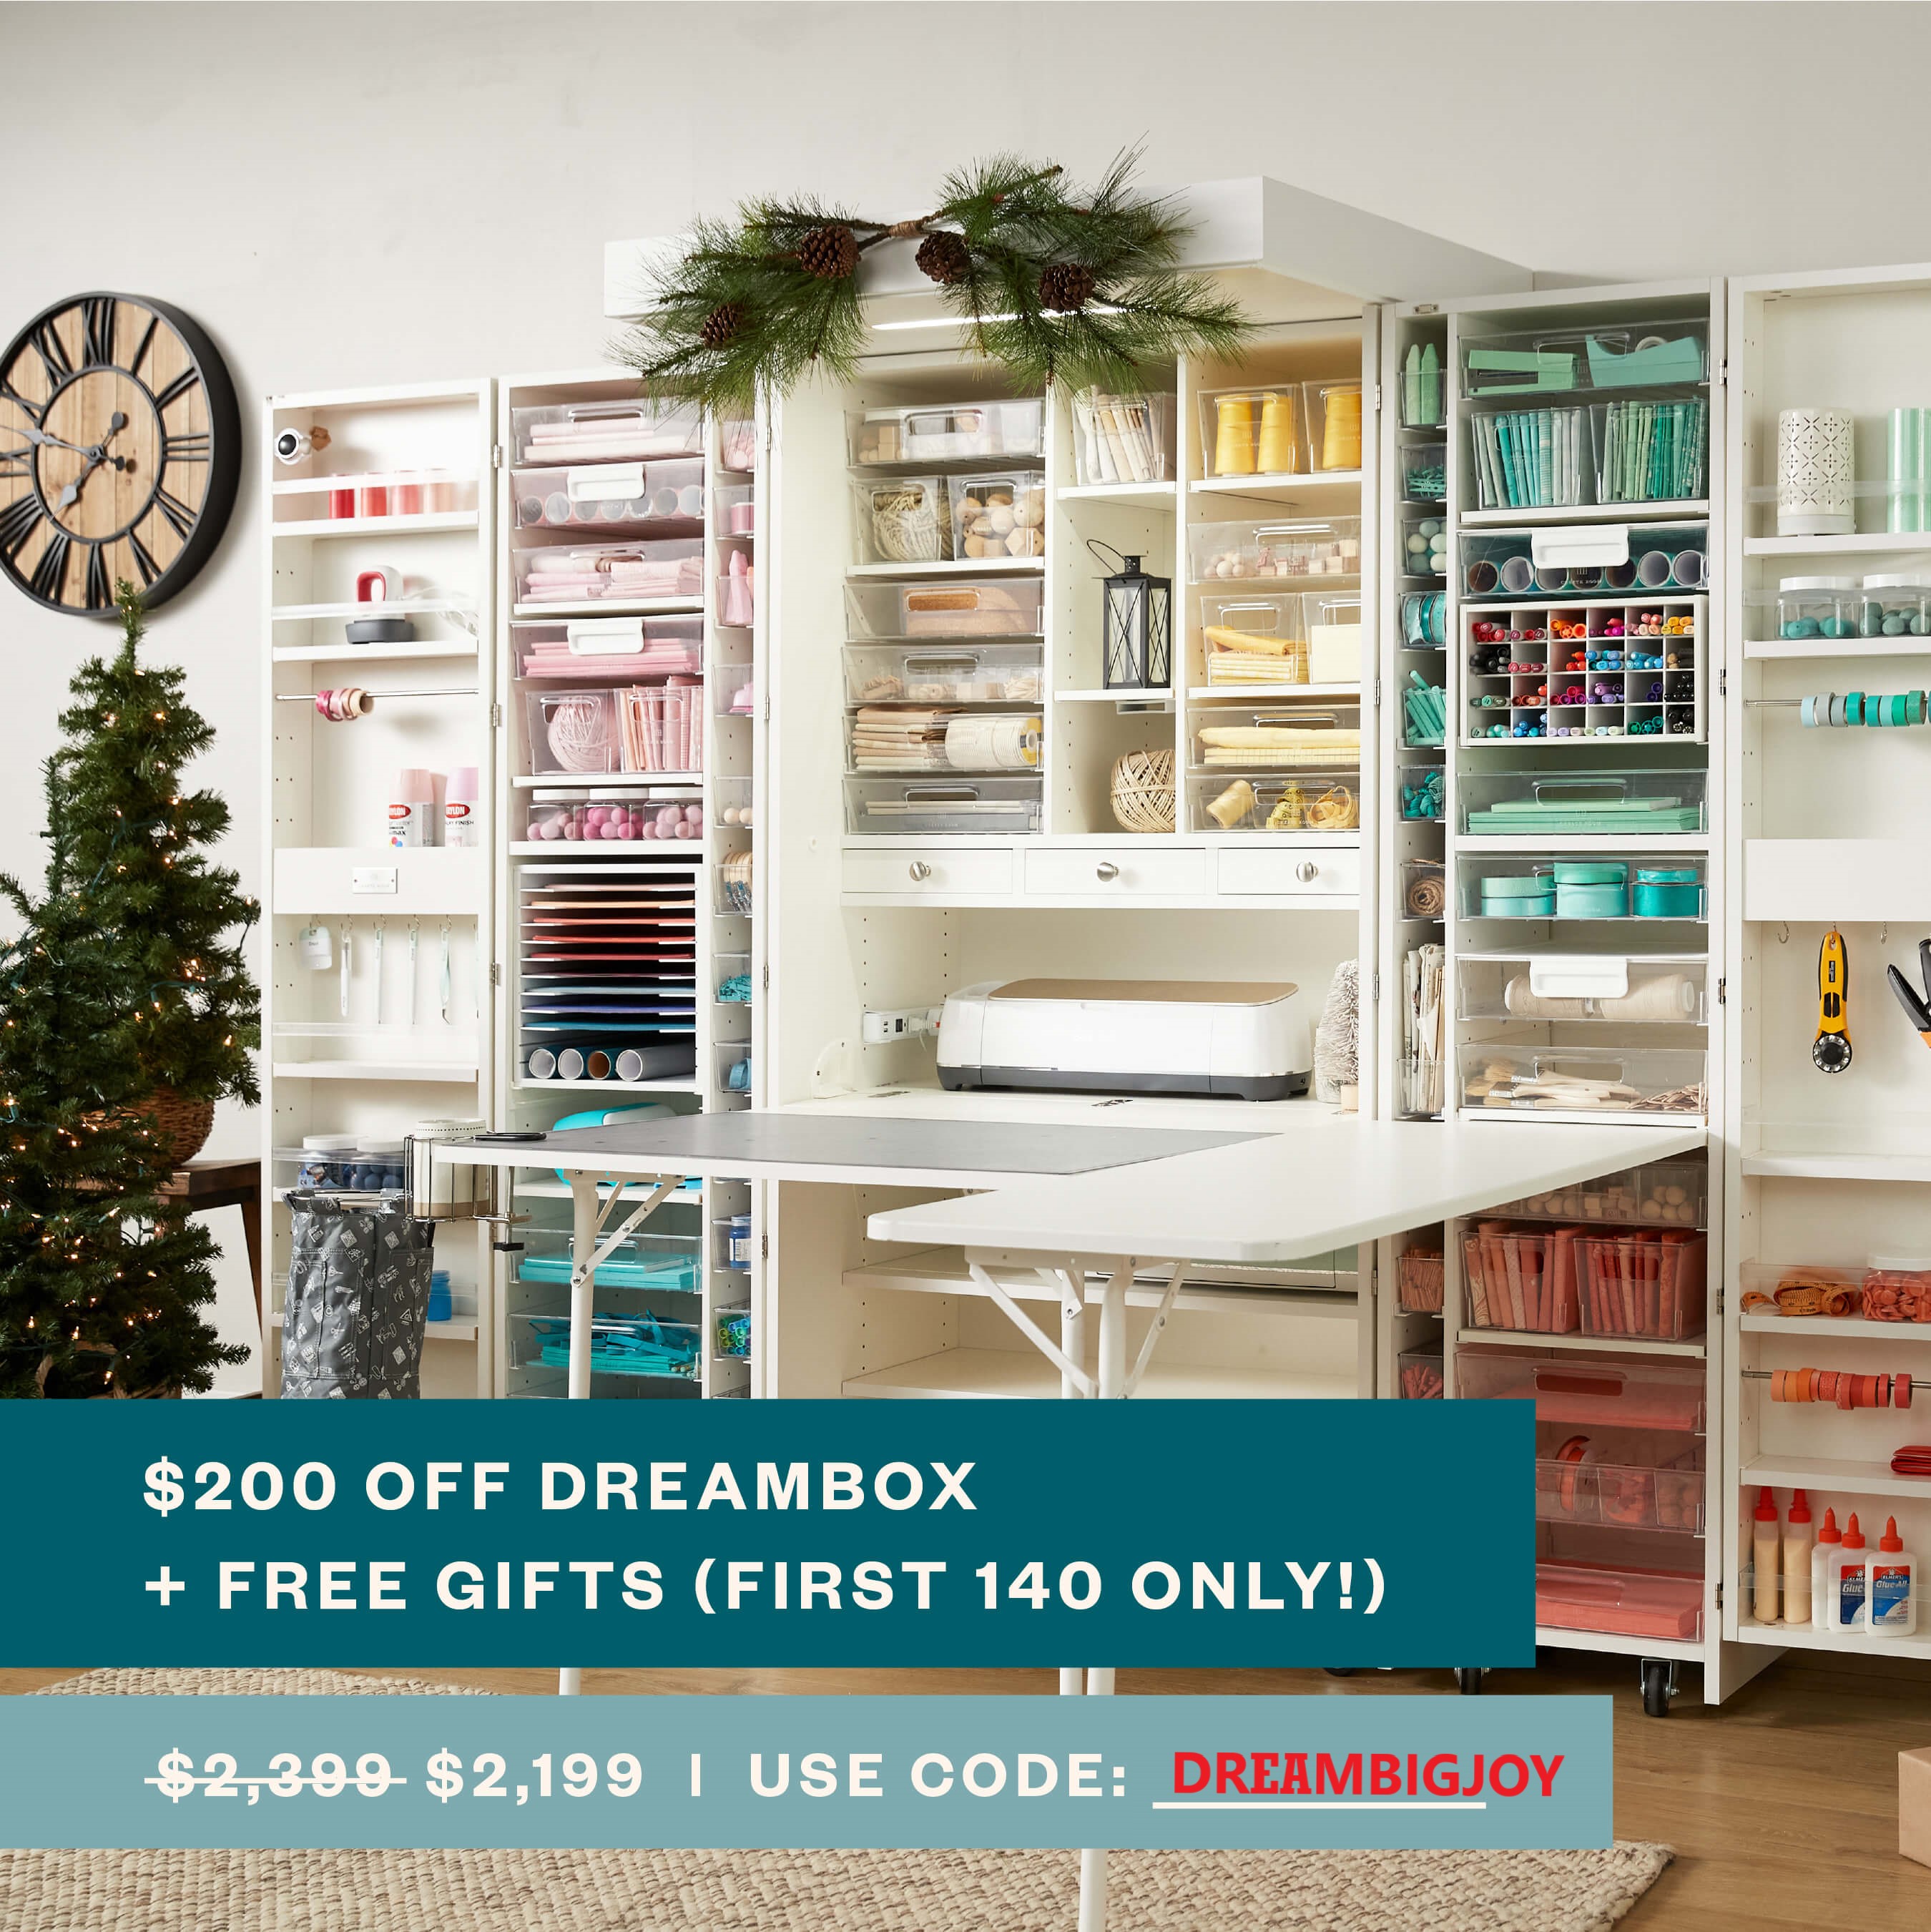 $200 OFF DREAMBOX
+ FREE GIFTS (FIRST 140 ONLY!)
$2,399 $2,199 | USE CODE: DREAMBIGJOY